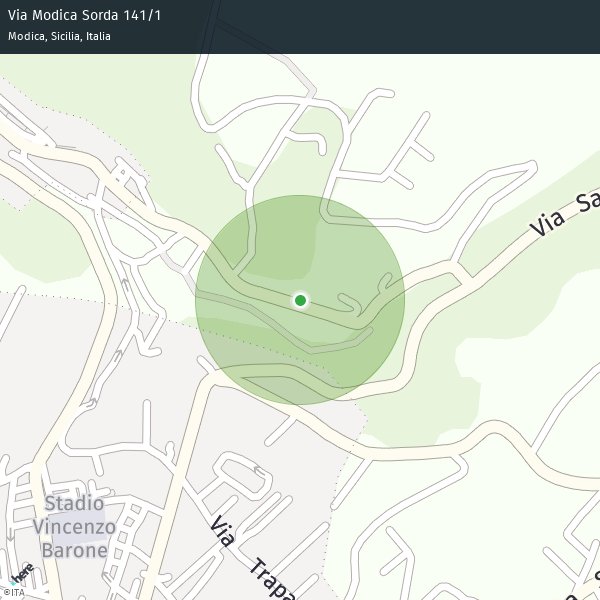 Via Modica Sorda 141/1
Modica, Sicilia, Italia
Via Sa
Stadio
Vincenzo
Barone
Via Trapa
here
©ITA